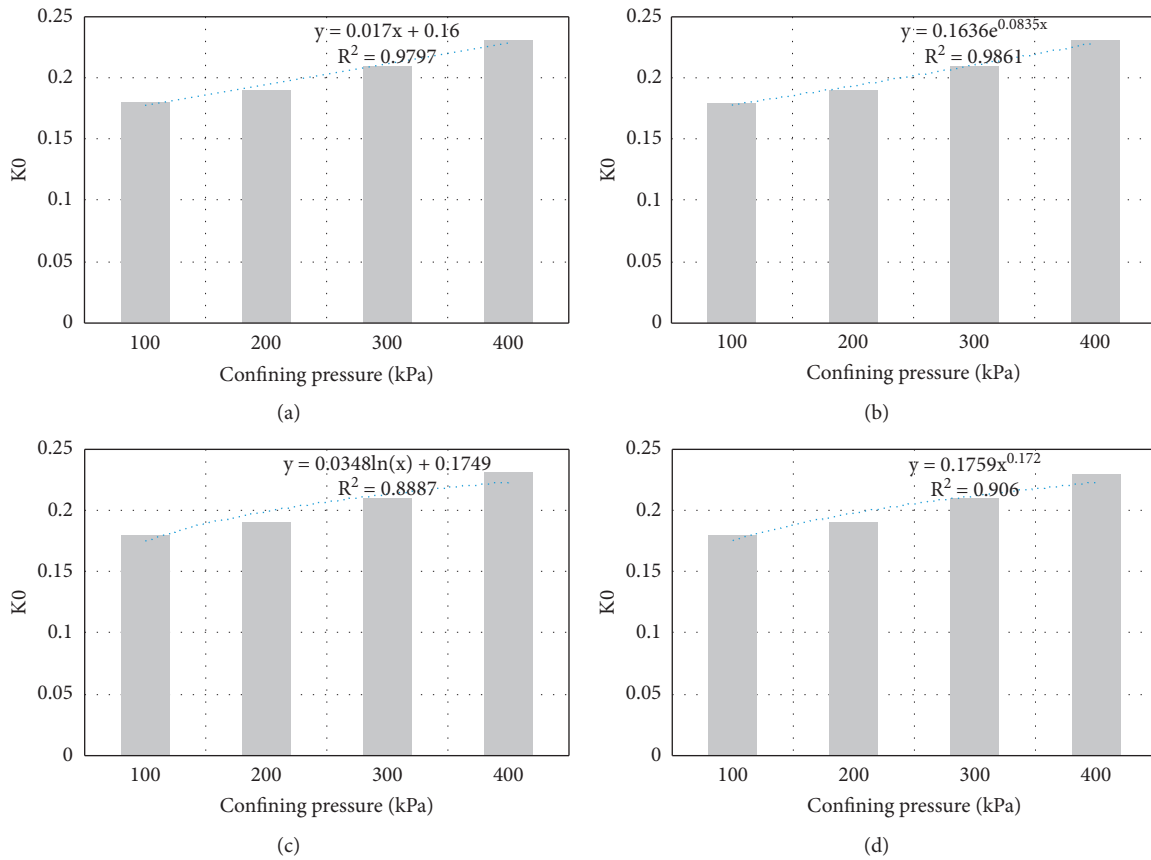 y = 0.017x + 0.16
R² = 0.9797
0.25
0.2
0.15
0.1
0.05
0
K0
100 200 300 400
Confining pressure (kPa)
(a)
y = 0.1636e^0.0835x
R² = 0.9861
0.25
0.2
0.15
0.1
0.05
0
K0
100 200 300 400
Confining pressure (kPa)
(b)
y = 0.0348ln(x) + 0.1749
R² = 0.8887
0.25
0.2
0.15
0.1
0.05
0
K0
100 200 300 400
Confining pressure (kPa)
(c)
y = 0.1759x^0.172
R² = 0.906
0.25
0.2
0.15
0.1
0.05
0
K0
100 200 300 400
Confining pressure (kPa)
(d)